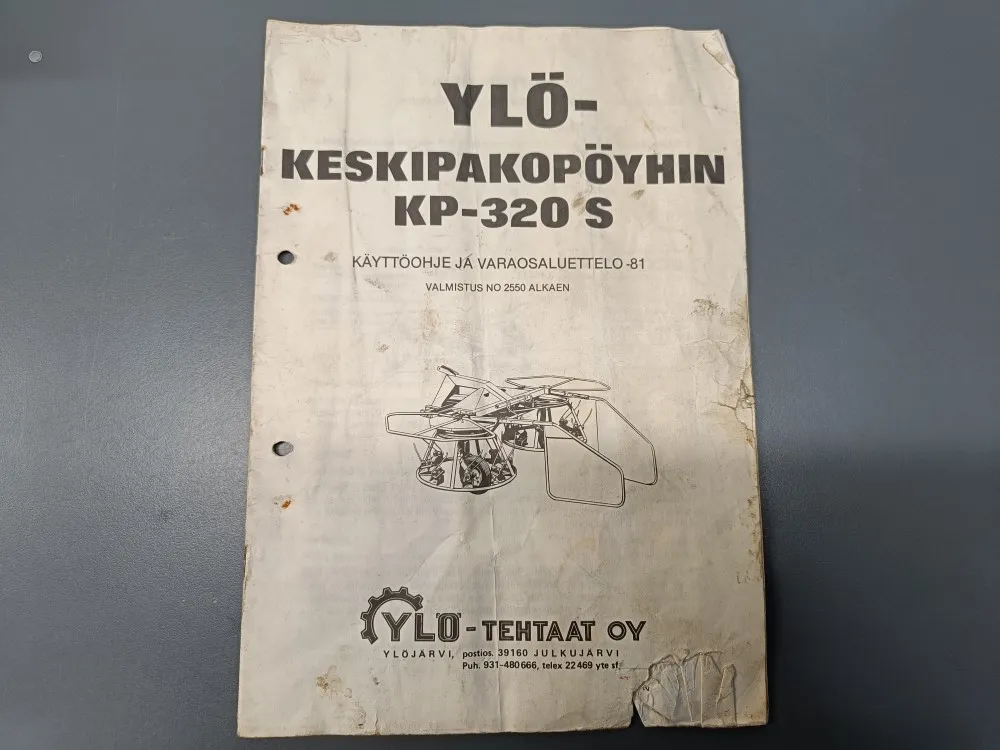 YLÖ-
KESKIPAKOPÖYHIN
KP-320 S
KÄYTTÖOHJE JA VARAOSALUETTELO -81
VALMISTUS NO 2550 ALKAEN
YLÖ - TEHTAAT OY
YLÖJÄRVI, postios. 39160 JULKUJÄRVI
Puh. 931-480666, telex 22469 yte sf